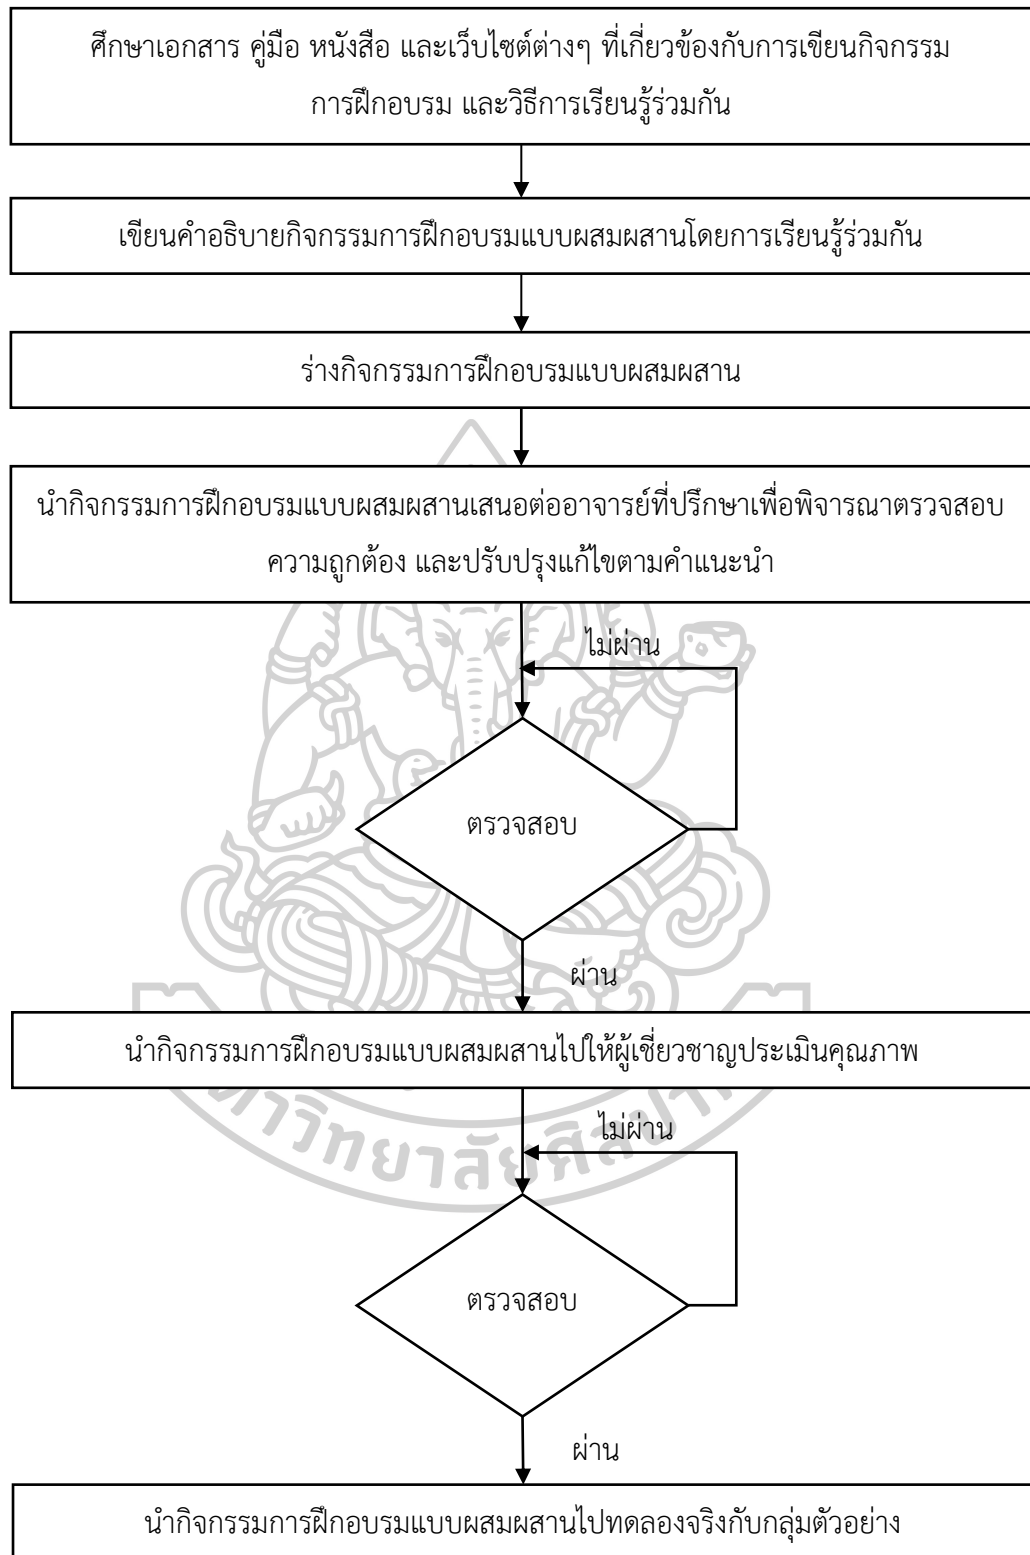 ศึกษาเอกสาร คู่มือ หนังสือ และเว็บไซต์ต่างๆ ที่เกี่ยวข้องกับการเขียนกิจกรรม
การฝึกอบรม และวิธีการเรียนรู้ร่วมกัน
เขียนคำอธิบายกิจกรรมการฝึกอบรมแบบผสมผสานโดยการเรียนรู้ร่วมกัน
ร่างกิจกรรมการฝึกอบรมแบบผสมผสาน
นำกิจกรรมการฝึกอบรมแบบผสมผสานเสนอต่ออาจารย์ที่ปรึกษาเพื่อพิจารณาตรวจสอบ
ความถูกต้อง และปรับปรุงแก้ไขตามคำแนะนำ
ไม่ผ่าน
ตรวจสอบ
ผ่าน
นำกิจกรรมการฝึกอบรมแบบผสมผสานไปให้ผู้เชี่ยวชาญประเมินคุณภาพ
ไม่ผ่าน
ตรวจสอบ
ผ่าน
นำกิจกรรมการฝึกอบรมแบบผสมผสานไปทดลองจริงกับกลุ่มตัวอย่าง